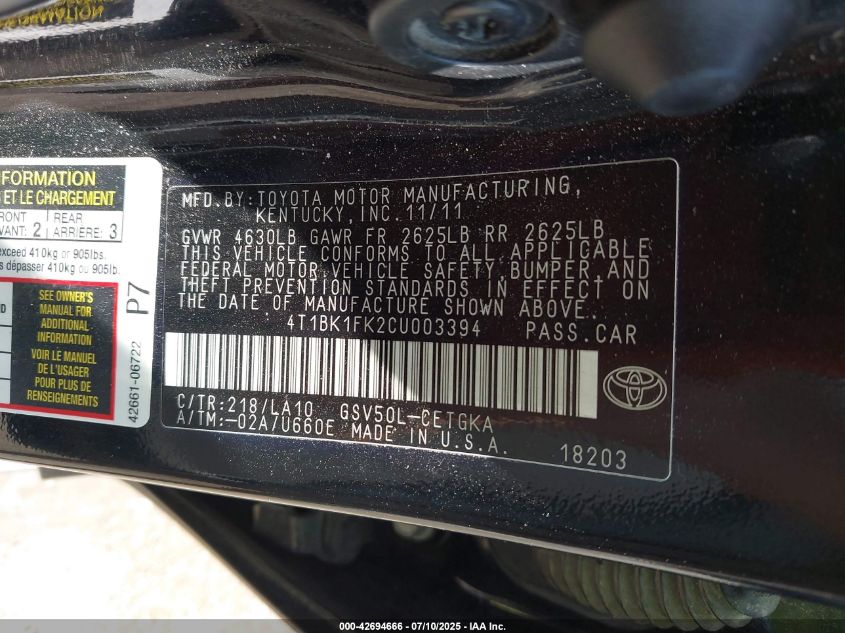 FORMATION
ET LE CHARGEMENT
FRONT 2 REAR 3
VANT: ARRIÈRE:
exceed 410kg or 905lbs.
dépasser 410kg ou 905lb.
SEE OWNER'S
MANUAL FOR
ADDITIONAL
INFORMATION
VOIR LE MANUEL
DE L'USAGER
POUR PLUS DE
RENSEIGNEMENTS
P7
42661-06722
MFD.BY:TOYOTA MOTOR MANUFACTURING,
KENTUCKY,INC.11/11
GVWR 4630LB GAWR FR 2625LB RR 2625LB
THIS VEHICLE CONFORMS TO ALL APPLICABLE
FEDERAL MOTOR VEHICLE SAFETY,BUMPER,AND
THEFT PREVENTION STANDARDS IN EFFECT ON
THE DATE OF MANUFACTURE SHOWN ABOVE.
4T1BK1FK2CU003394 PASS.CAR
C/TR:218/LA10 GSV50L-CETGKA
A/TM:-02A/U660E MADE IN U.S.A.
18203
000-42694666 - 07/10/2025 - IAA Inc.